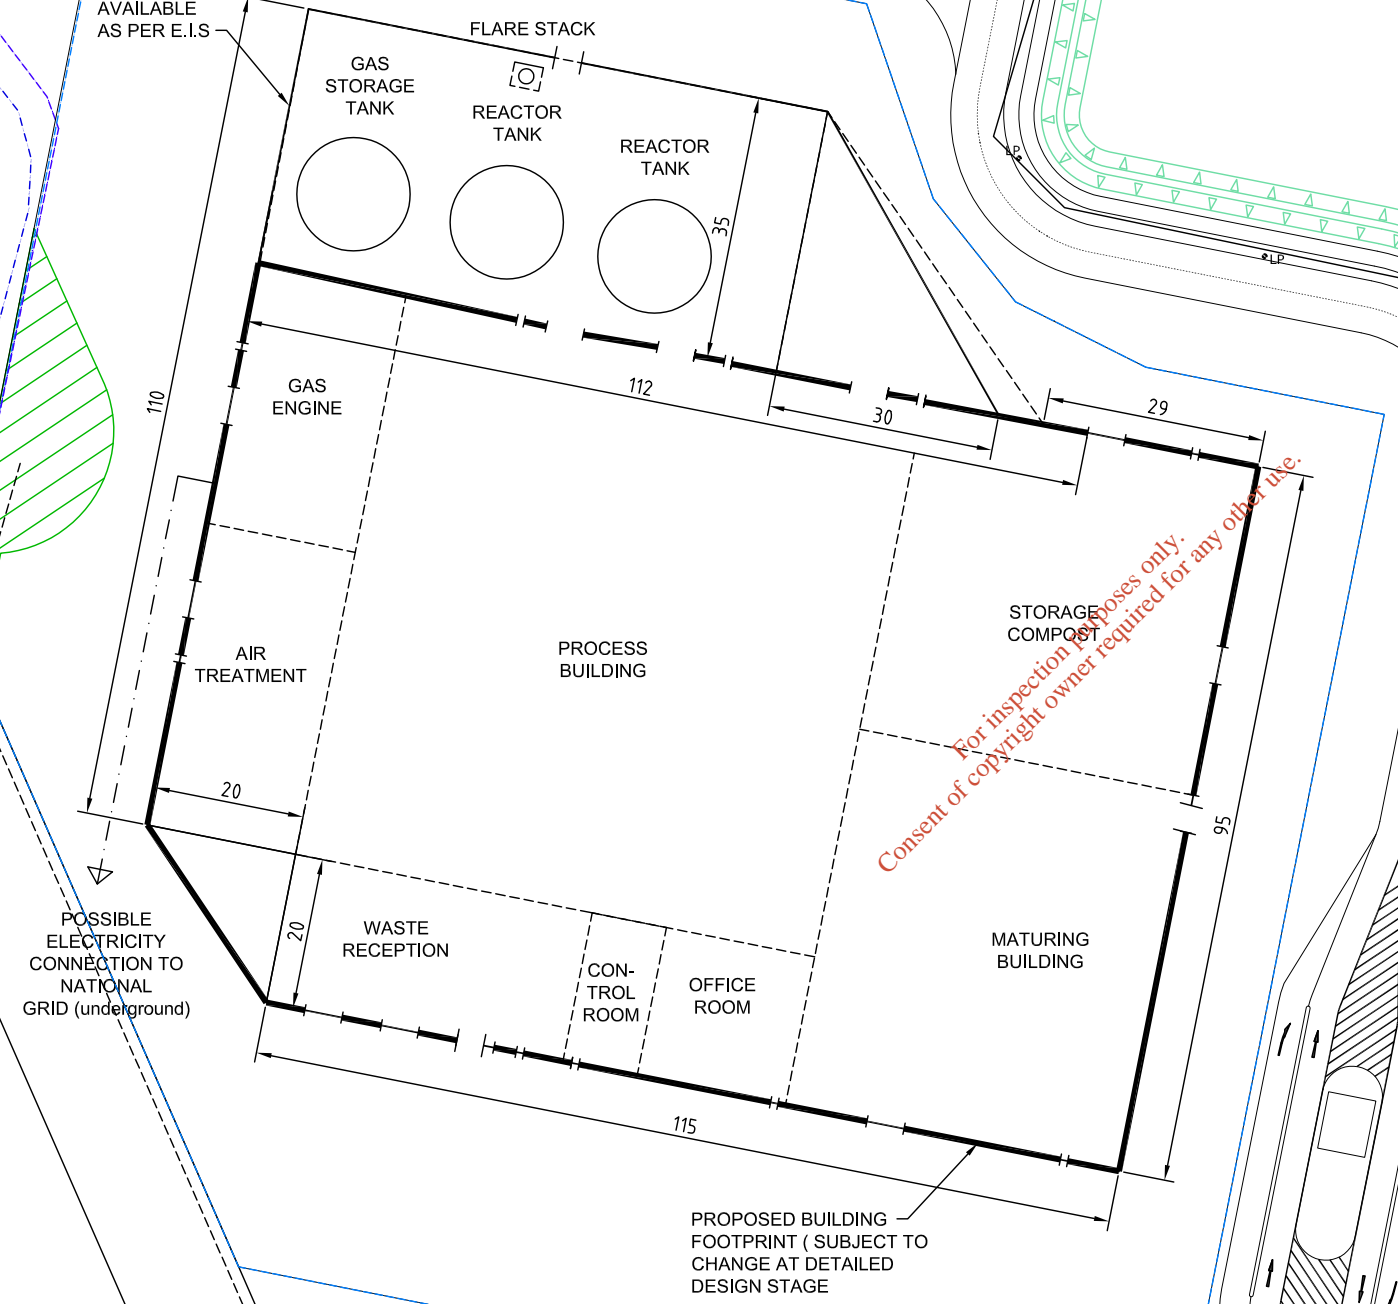 AVAILABLE
AS PER E.I.S
FLARE STACK
GAS
STORAGE
TANK
REACTOR
TANK
REACTOR
TANK
LP
LP
35
110
112
30
29
GAS
ENGINE
AIR
TREATMENT
PROCESS
BUILDING
STORAGE
COMPOST
For inspection purposes only.
Consent of copyright owner required for any other use.
20
95
20
WASTE
RECEPTION
CON-
TROL
ROOM
OFFICE
ROOM
MATURING
BUILDING
POSSIBLE
ELECTRICITY
CONNECTION TO
NATIONAL
GRID (underground)
115
PROPOSED BUILDING
FOOTPRINT ( SUBJECT TO
CHANGE AT DETAILED
DESIGN STAGE